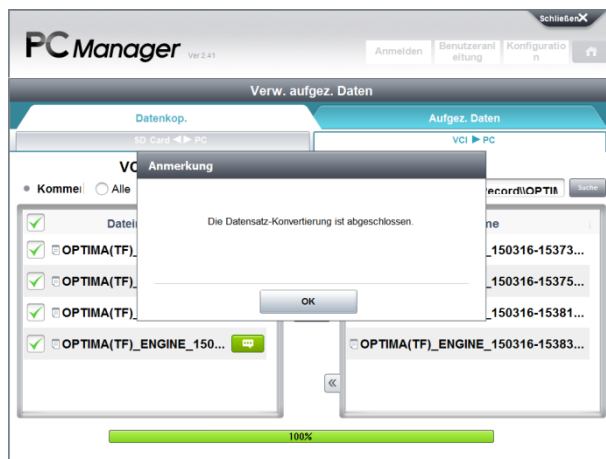 Schließen X
PC Manager Ver 2.41
Anmelden
Benutzeranl
eitung
Konfiguratio
n
Verw. aufgez. Daten
Datenkop.
Aufgez. Daten
SD Card ◀▶ PC
VCI ▶ PC
VC
Anmerkung
Kommei
Alle
ecord\\OPTIM
Suche
Datei
me
Die Datensatz-Konvertierung ist abgeschlossen.
OPTIMA(TF)_
_150316-15373...
OPTIMA(TF)_
_150316-15375...
OPTIMA(TF)_
_150316-15381...
OK
OPTIMA(TF)_ENGINE_150...
OPTIMA(TF)_ENGINE_150316-15383...
«
100%